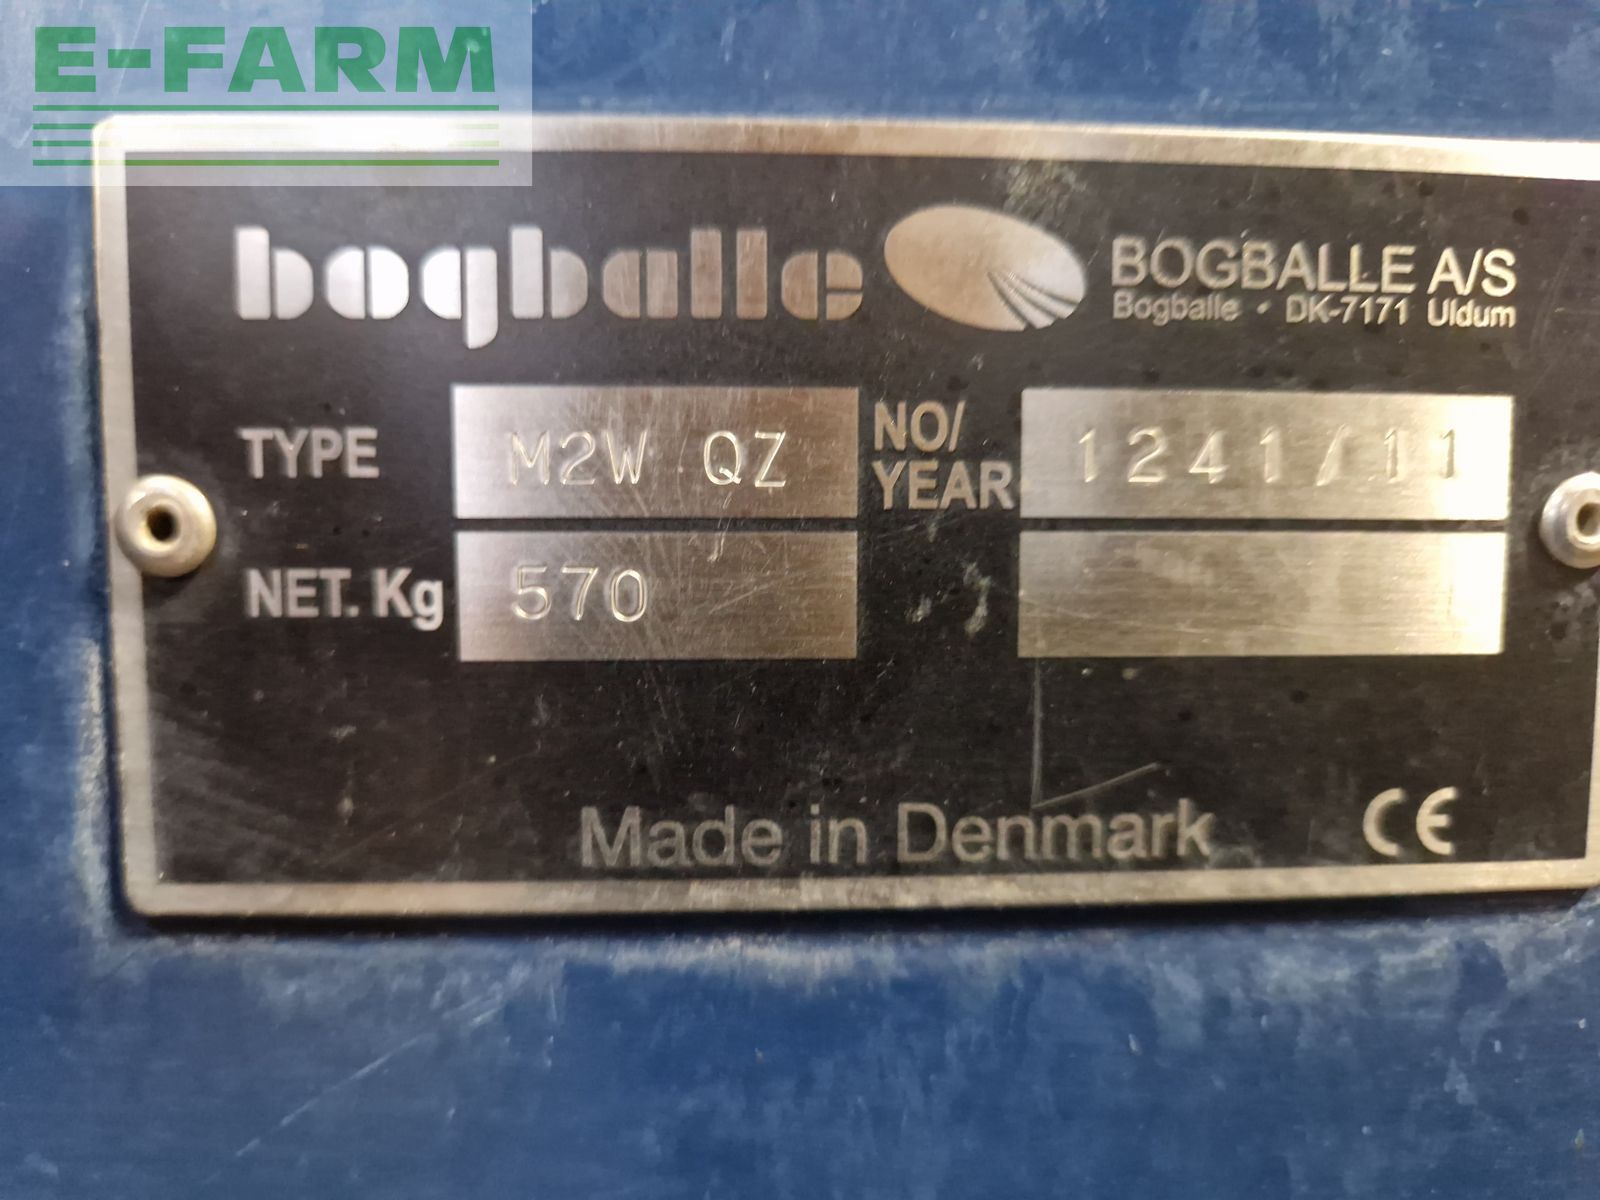 E-FARM
bogballe
BOGBALLE A/S
Bogballe · DK-7171 Uldum
TYPE M2W QZ NO/YEAR 1241/11
NET. Kg 570
Made in Denmark CE